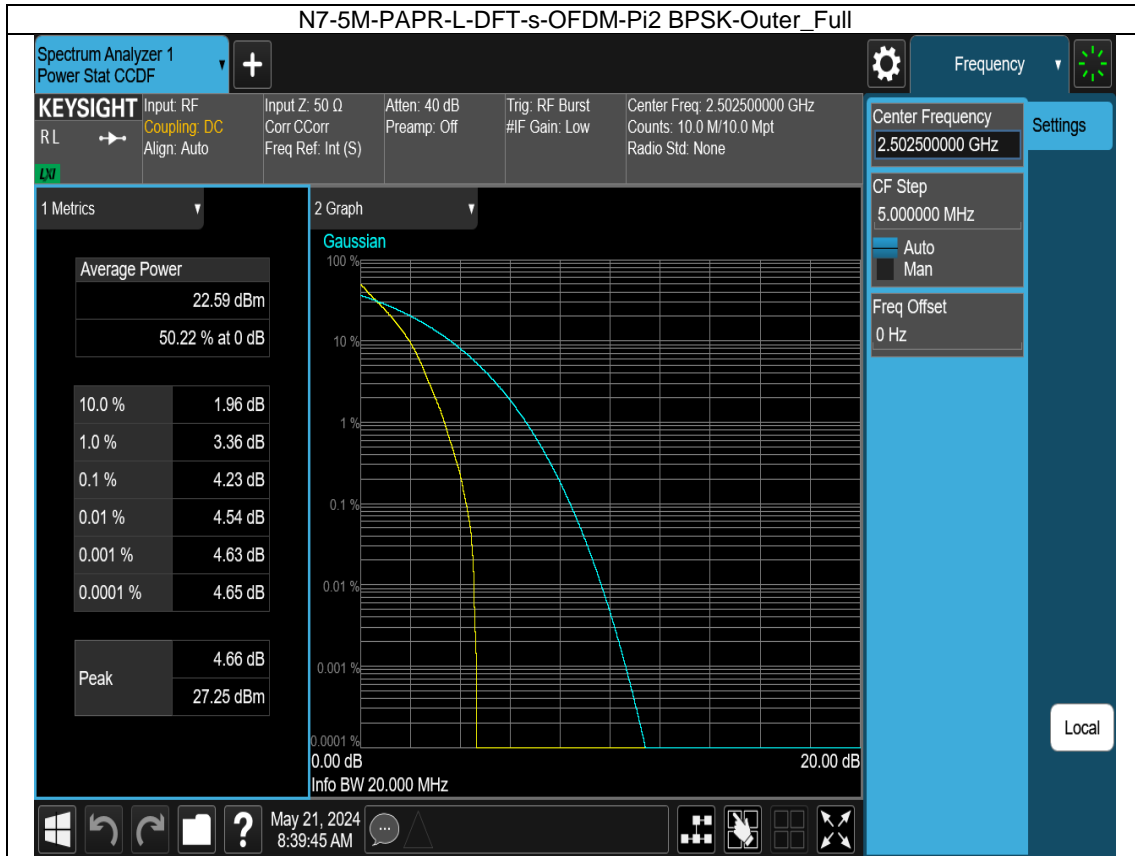 N7-5M-PAPR-L-DFT-s-OFDM-Pi2 BPSK-Outer_Full
Spectrum Analyzer 1
Power Stat CCDF
Frequency
KEYSIGHT
R L
LXI
Input: RF
Coupling: DC
Align: Auto
Input Z: 50 Ω
Corr CCorr
Freq Ref: Int (S)
Atten: 40 dB
Preamp: Off
Trig: RF Burst
#IF Gain: Low
Center Freq: 2.502500000 GHz
Counts: 10.0 M/10.0 Mpt
Radio Std: None
Center Frequency
2.502500000 GHz
Settings
CF Step
5.000000 MHz
Auto
Man
Freq Offset
0 Hz
Local
1 Metrics
Average Power
22.59 dBm
50.22 % at 0 dB
10.0 % 1.96 dB
1.0 % 3.36 dB
0.1 % 4.23 dB
0.01 % 4.54 dB
0.001 % 4.63 dB
0.0001 % 4.65 dB
Peak
4.66 dB
27.25 dBm
2 Graph
Gaussian
100 %
10 %
1 %
0.1 %
0.01 %
0.001 %
0.0001 %
0.00 dB 20.00 dB
Info BW 20.000 MHz
?
May 21, 2024
8:39:45 AM